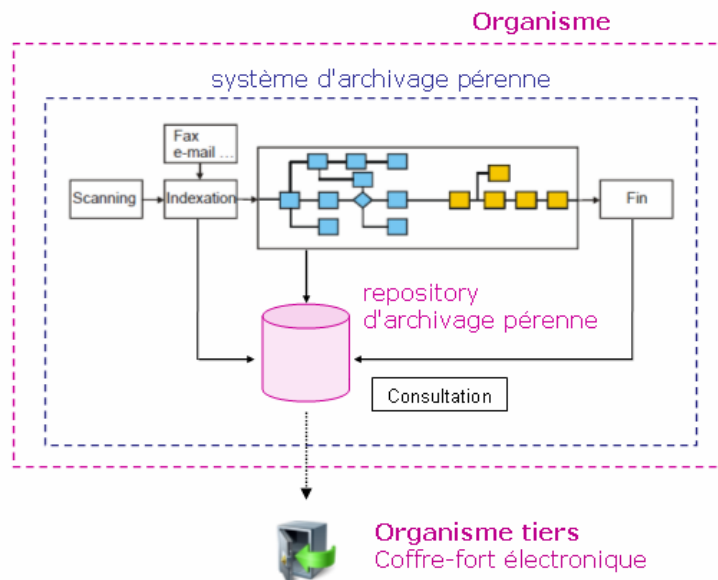 Organisme
système d'archivage pérenne
Fax
e-mail ...
Scanning
Indexation
Fin
repository
d'archivage pérenne
Consultation
Organisme tiers
Coffre-fort électronique